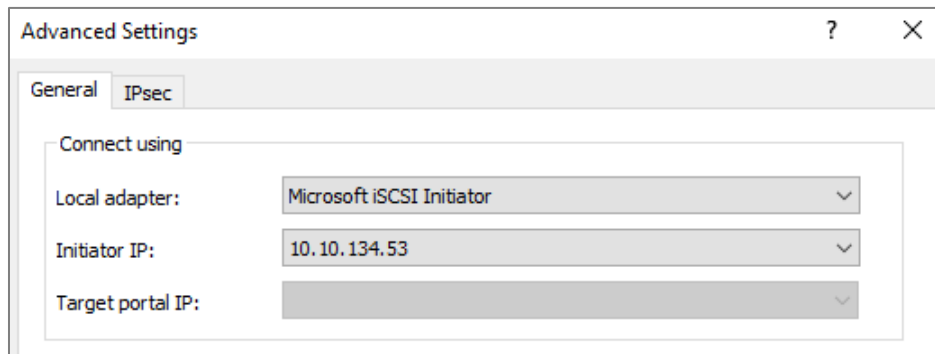 Advanced Settings ?
General IPsec
Connect using
Local adapter: Microsoft iSCSI Initiator
Initiator IP: 10.10.134.53
Target portal IP: